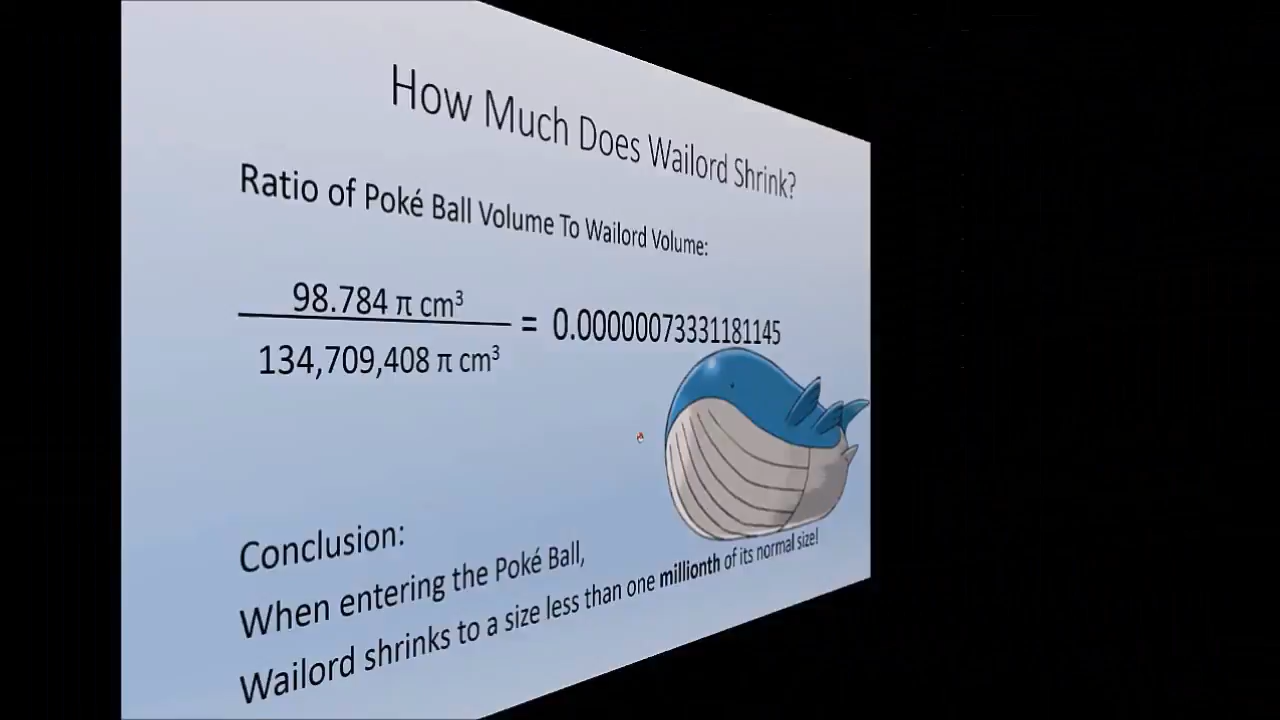 How Much Does Wailord Shrink?
Ratio of Poké Ball Volume To Wailord Volume:
98.784 π cm³
134,709,408 π cm³
= 0.00000073331181145
Conclusion:
When entering the Poké Ball,
Wailord shrinks to a size less than one millionth of its normal size!